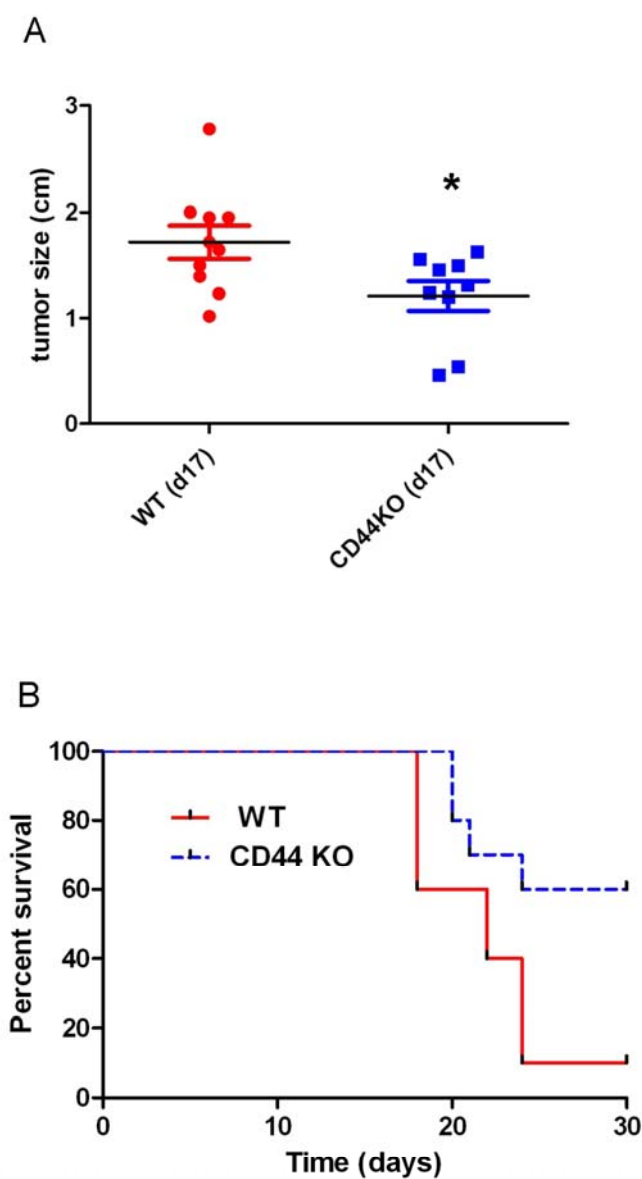 A
3
2
1
0
tumor size (cm)
*
WT (d17)
CD44KO (d17)
B
100
80
60
40
20
0
Percent survival
WT
CD44 KO
0 10 20 30
Time (days)